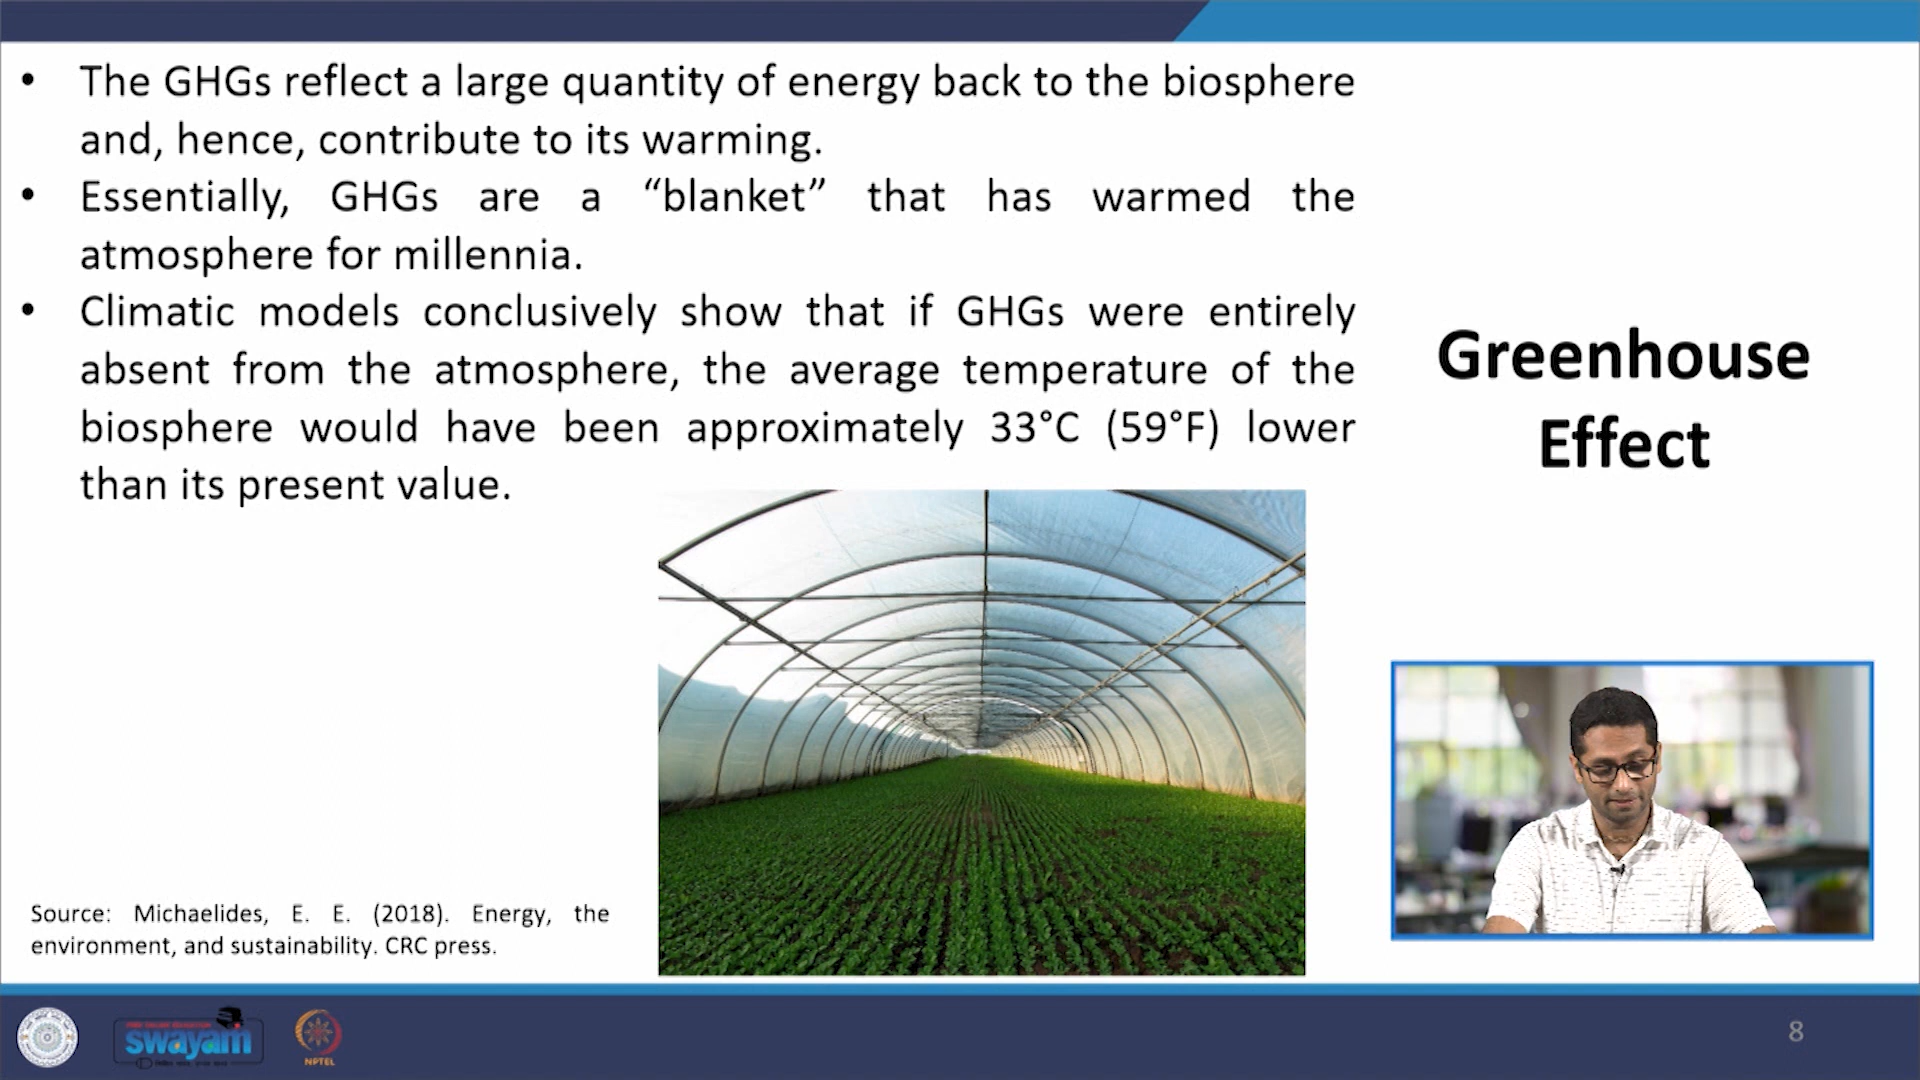 • The GHGs reflect a large quantity of energy back to the biosphere
and, hence, contribute to its warming.
• Essentially, GHGs are a “blanket” that has warmed the
atmosphere for millennia.
• Climatic models conclusively show that if GHGs were entirely
absent from the atmosphere, the average temperature of the
biosphere would have been approximately 33°C (59°F) lower
than its present value.
Greenhouse
Effect
Source: Michaelides, E. E. (2018). Energy, the
environment, and sustainability. CRC press.
swayam
NPTEL
8